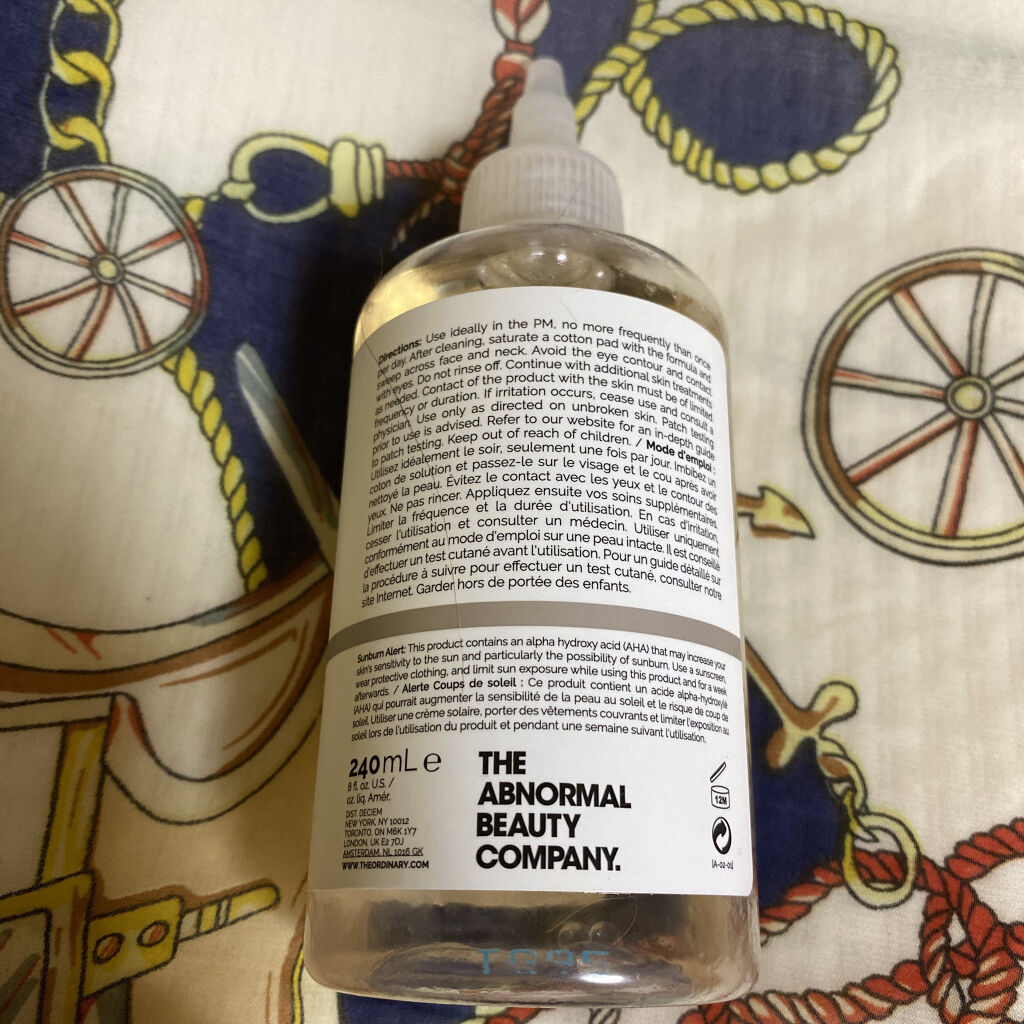 Directions: Use ideally in the PM, no more frequently than once
per day. After cleaning, saturate a cotton pad with the formula and
sweep across face and neck. Avoid the eye contour and contact
with eyes. Do not rinse off. Continue with additional skin treatments
as needed. Contact of the product with the skin must be of limited
frequency or duration. If irritation occurs, cease use and consult a
physician. Use only as directed on unbroken skin. Patch testing
prior to use is advised. Refer to our website for an in-depth guide
to patch testing. Keep out of reach of children. / Mode d'emploi :
Utilisez idéalement le soir, seulement une fois par jour. Imbibez un
coton de solution et passez-le sur le visage et le cou après avoir
nettoyé la peau. Évitez le contact avec les yeux et le contour des
yeux. Ne pas rincer. Appliquez ensuite vos soins supplémentaires.
Limiter la fréquence et la durée d'utilisation. En cas d'irritation,
cesser l'utilisation et consulter un médecin. Utiliser uniquement
conformément au mode d'emploi sur une peau intacte. Il est conseillé
d'effectuer un test cutané avant l'utilisation. Pour un guide détaillé sur
la procédure à suivre pour effectuer un test cutané, consulter notre
site Internet. Garder hors de portée des enfants.
Sunburn Alert: This product contains an alpha hydroxy acid (AHA) that may increase your
skin's sensitivity to the sun and particularly the possibility of sunburn. Use a sunscreen,
wear protective clothing, and limit sun exposure while using this product and for a week
afterwards. / Alerte Coups de soleil : Ce produit contient un acide alpha-hydroxylé
(AHA) qui pourrait augmenter la sensibilité de la peau au soleil et le risque de coup de
soleil. Utiliser une crème solaire, porter des vêtements couvrants et limiter l'exposition au
soleil lors de l'utilisation du produit et pendant une semaine suivant l'utilisation.
240 mL e
8 fl. oz. U.S. /
oz. liq. Amér.
DIST. DECIEM
NEW YORK, NY 10012
TORONTO, ON M6K 1Y7
LONDON, UK E2 7DJ
AMSTERDAM, NL 1016 GK
WWW.THEORDINARY.COM
THE
ABNORMAL
BEAUTY
COMPANY.
12M
(A-02-01)